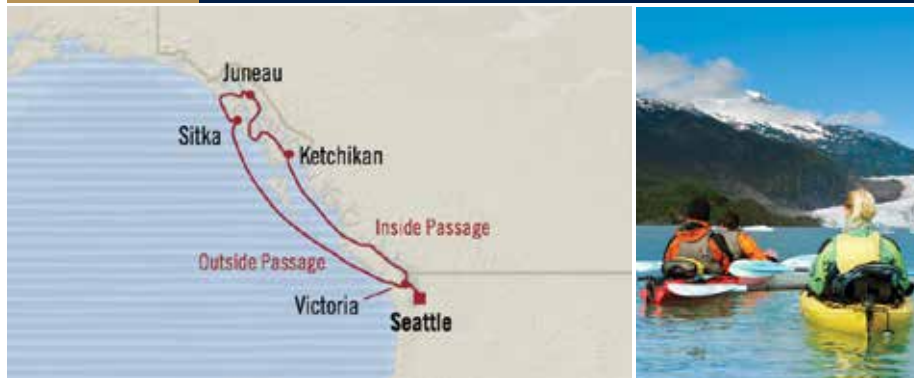 Juneau
Sitka
Ketchikan
Inside Passage
Outside Passage
Victoria
Seattle